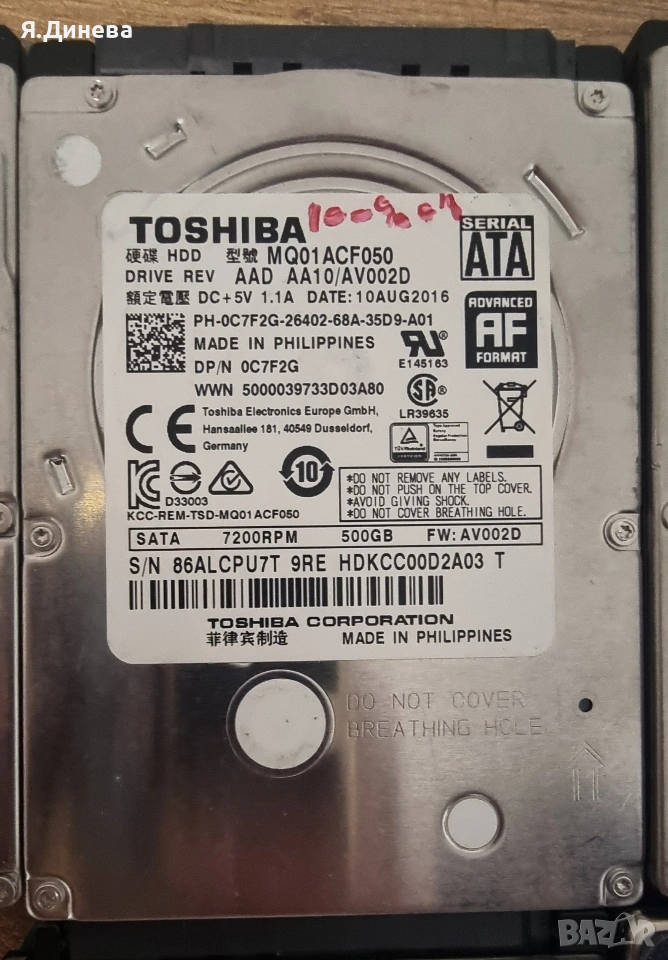 Я.Динева
TOSHIBA
SERIAL
ATA
硬碟 HDD 型號 MQ01ACF050
DRIVE REV AAD AA10/AV002D
額定電壓 DC+5V 1.1A DATE:10AUG2016
ADVANCED
AF
FORMAT
PH-0C7F2G-26402-68A-35D9-A01
MADE IN PHILIPPINES
E145163
DP/N 0C7F2G
WWN 5000039733D03A80
LR39635
Toshiba Electronics Europe GmbH,
Hansaallee 181, 40549 Dusseldorf,
Germany
D33003
10
KCC-REM-TSD-MQ01ACF050
*DO NOT REMOVE ANY LABELS.
*DO NOT PUSH ON THE TOP COVER.
*AVOID GIVING SHOCK.
*DO NOT COVER BREATHING HOLE.
SATA 7200RPM 500GB FW:AV002D
S/N 86ALCPU7T 9RE HDKCC00D2A03 T
TOSHIBA CORPORATION
菲律宾制造 MADE IN PHILIPPINES
DO NOT COVER
BREATHING HOLE
BAZAR